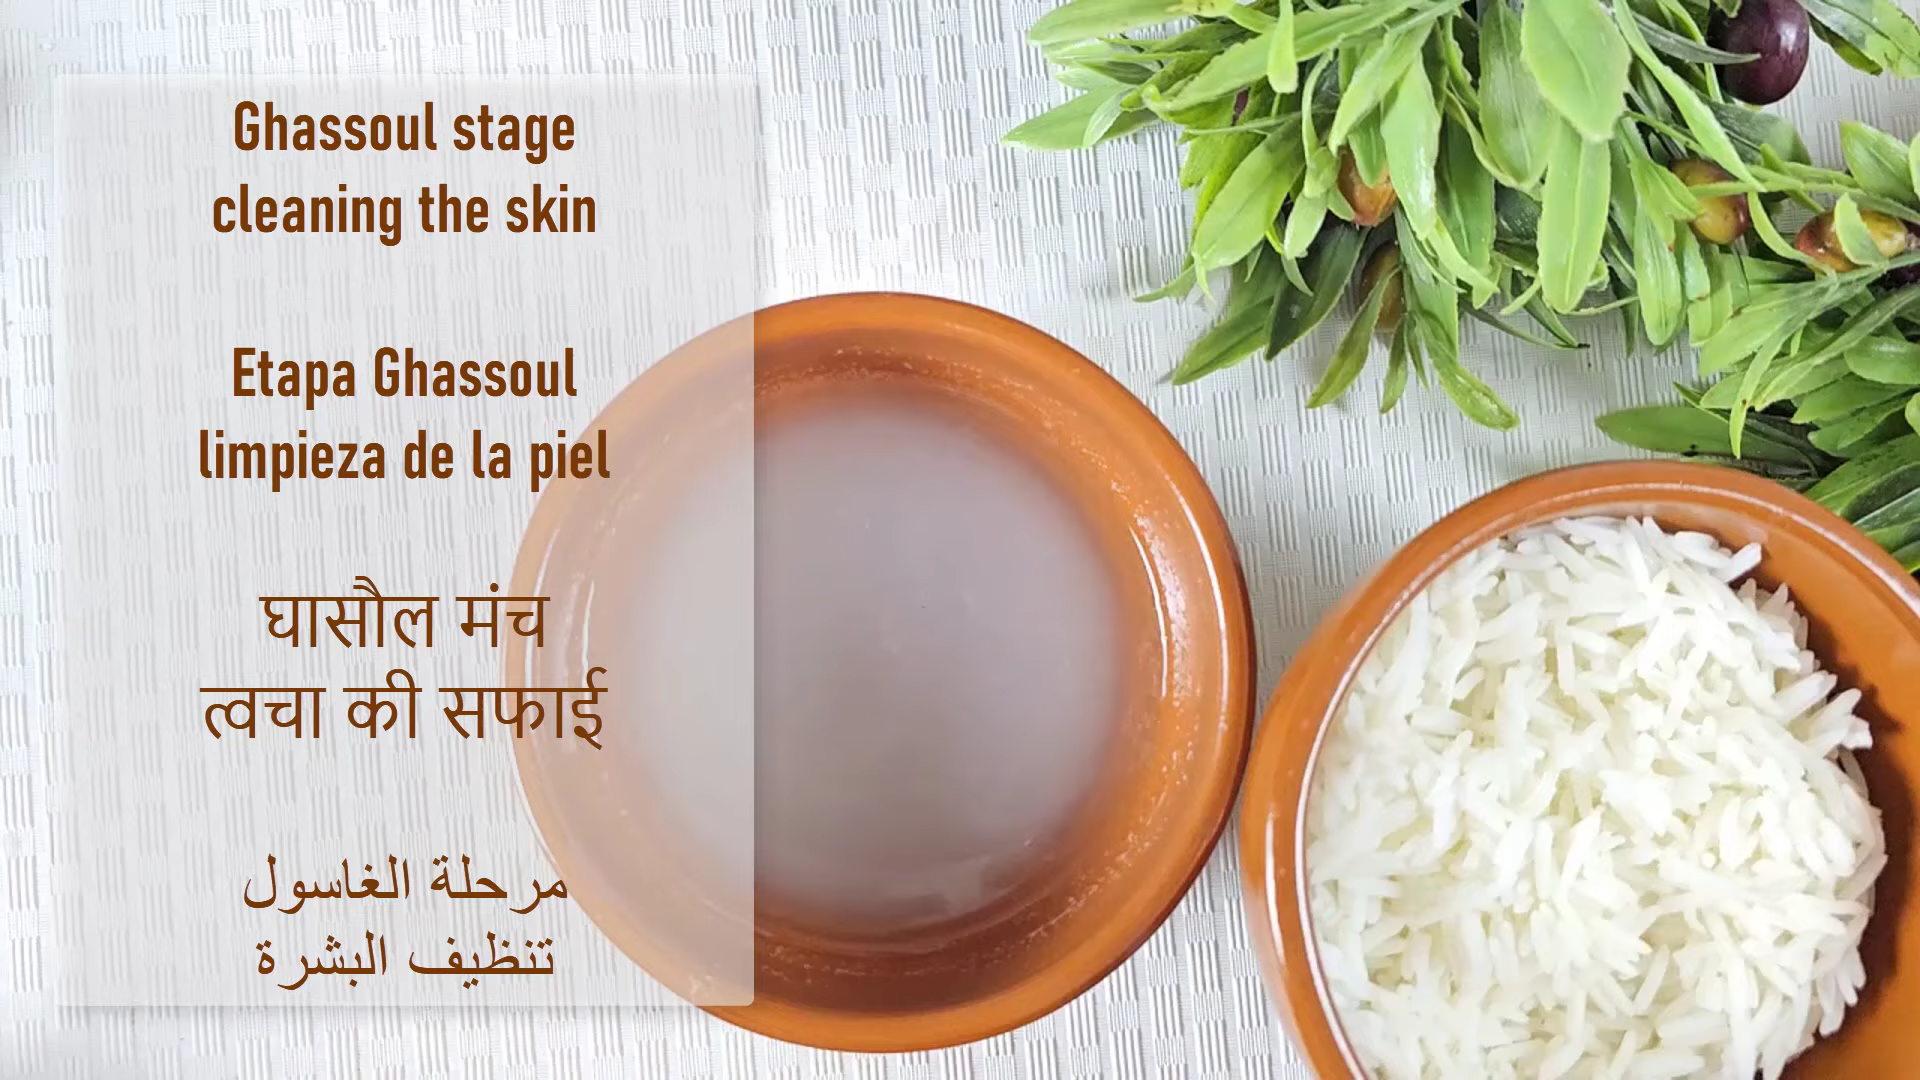 Ghassoul stage
cleaning the skin
Etapa Ghassoul
limpieza de la piel
घासौल मंच
त्वचा की सफाई
مرحلة الغاسول
تنظيف البشرة